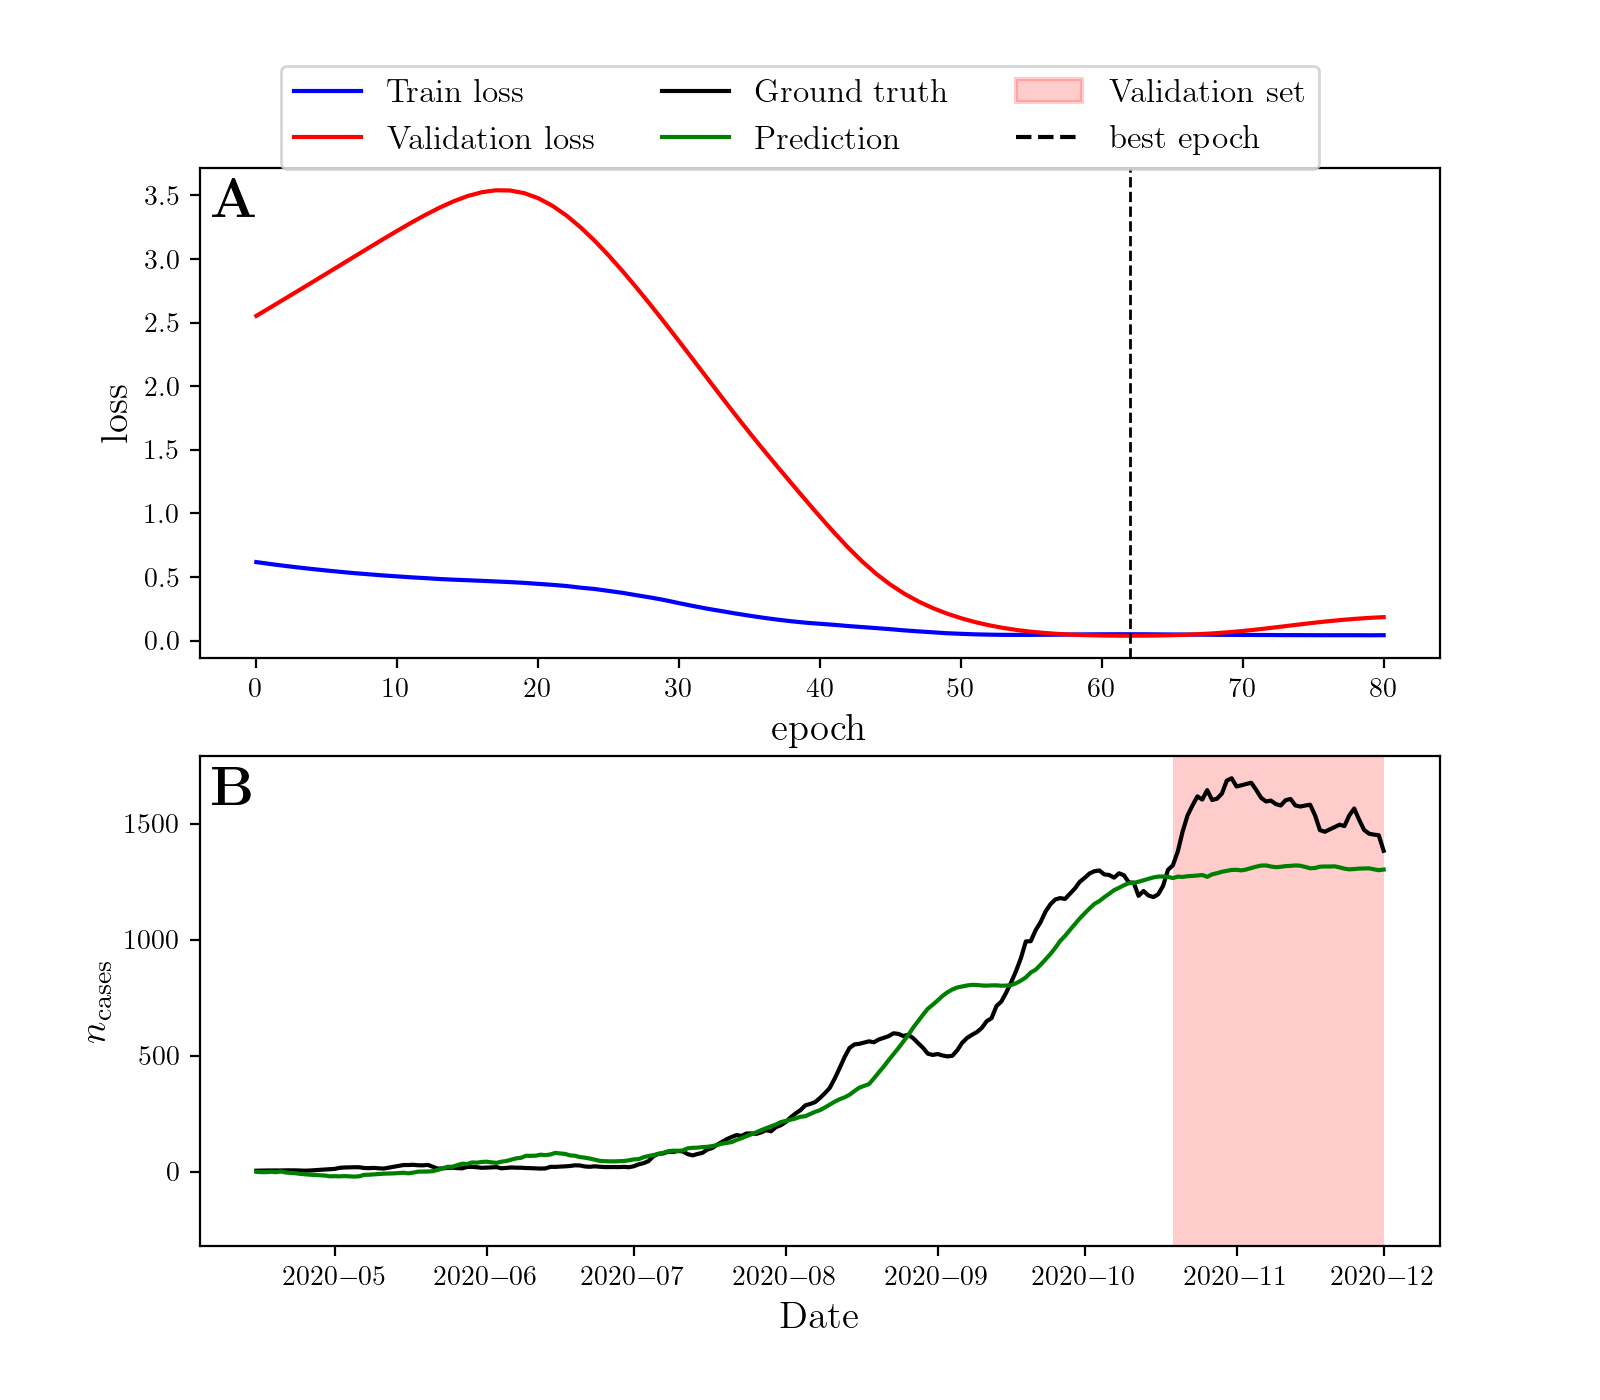 Train loss
Validation loss
Ground truth
Prediction
Validation set
best epoch
A
3.5
3.0
2.5
2.0
1.5
1.0
0.5
0.0
loss
0 10 20 30 40 50 60 70 80
epoch
B
1500
1000
500
0
n_cases
2020–05 2020–06 2020–07 2020–08 2020–09 2020–10 2020–11 2020–12
Date